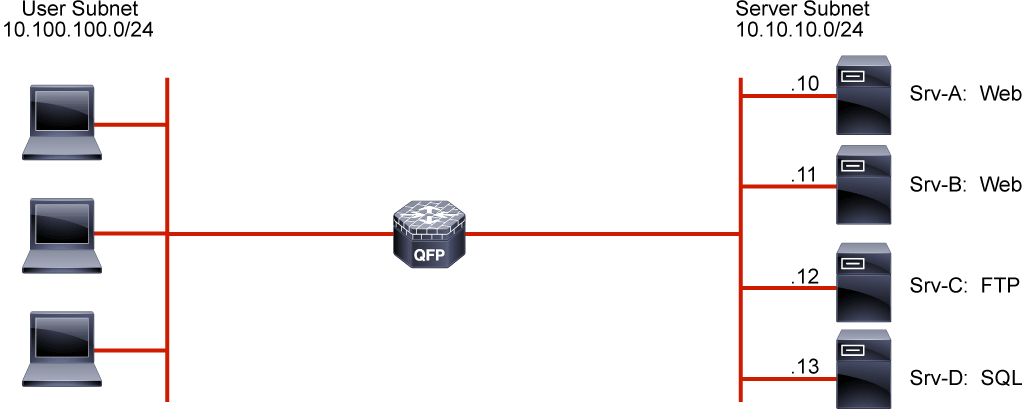 User Subnet
10.100.100.0/24
Server Subnet
10.10.10.0/24
.10
Srv-A:  Web
.11
Srv-B:  Web
QFP
.12
Srv-C:  FTP
.13
Srv-D:  SQL